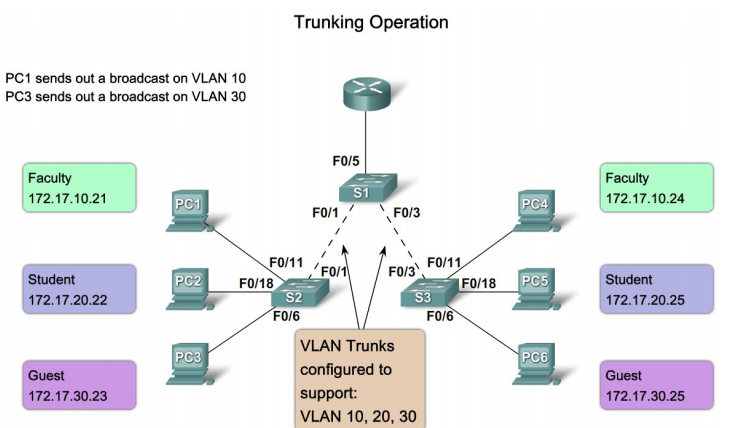 Trunking Operation
PC1 sends out a broadcast on VLAN 10
PC3 sends out a broadcast on VLAN 30
F0/5
S1
F0/1
F0/3
Faculty
172.17.10.21
PC1
F0/11
Student
172.17.20.22
PC2
F0/18
F0/1
S2
F0/6
Guest
172.17.30.23
PC3
VLAN Trunks
configured to
support:
VLAN 10, 20, 30
F0/3
S3
F0/11
F0/18
F0/6
PC4
Faculty
172.17.10.24
PC5
Student
172.17.20.25
PC6
Guest
172.17.30.25